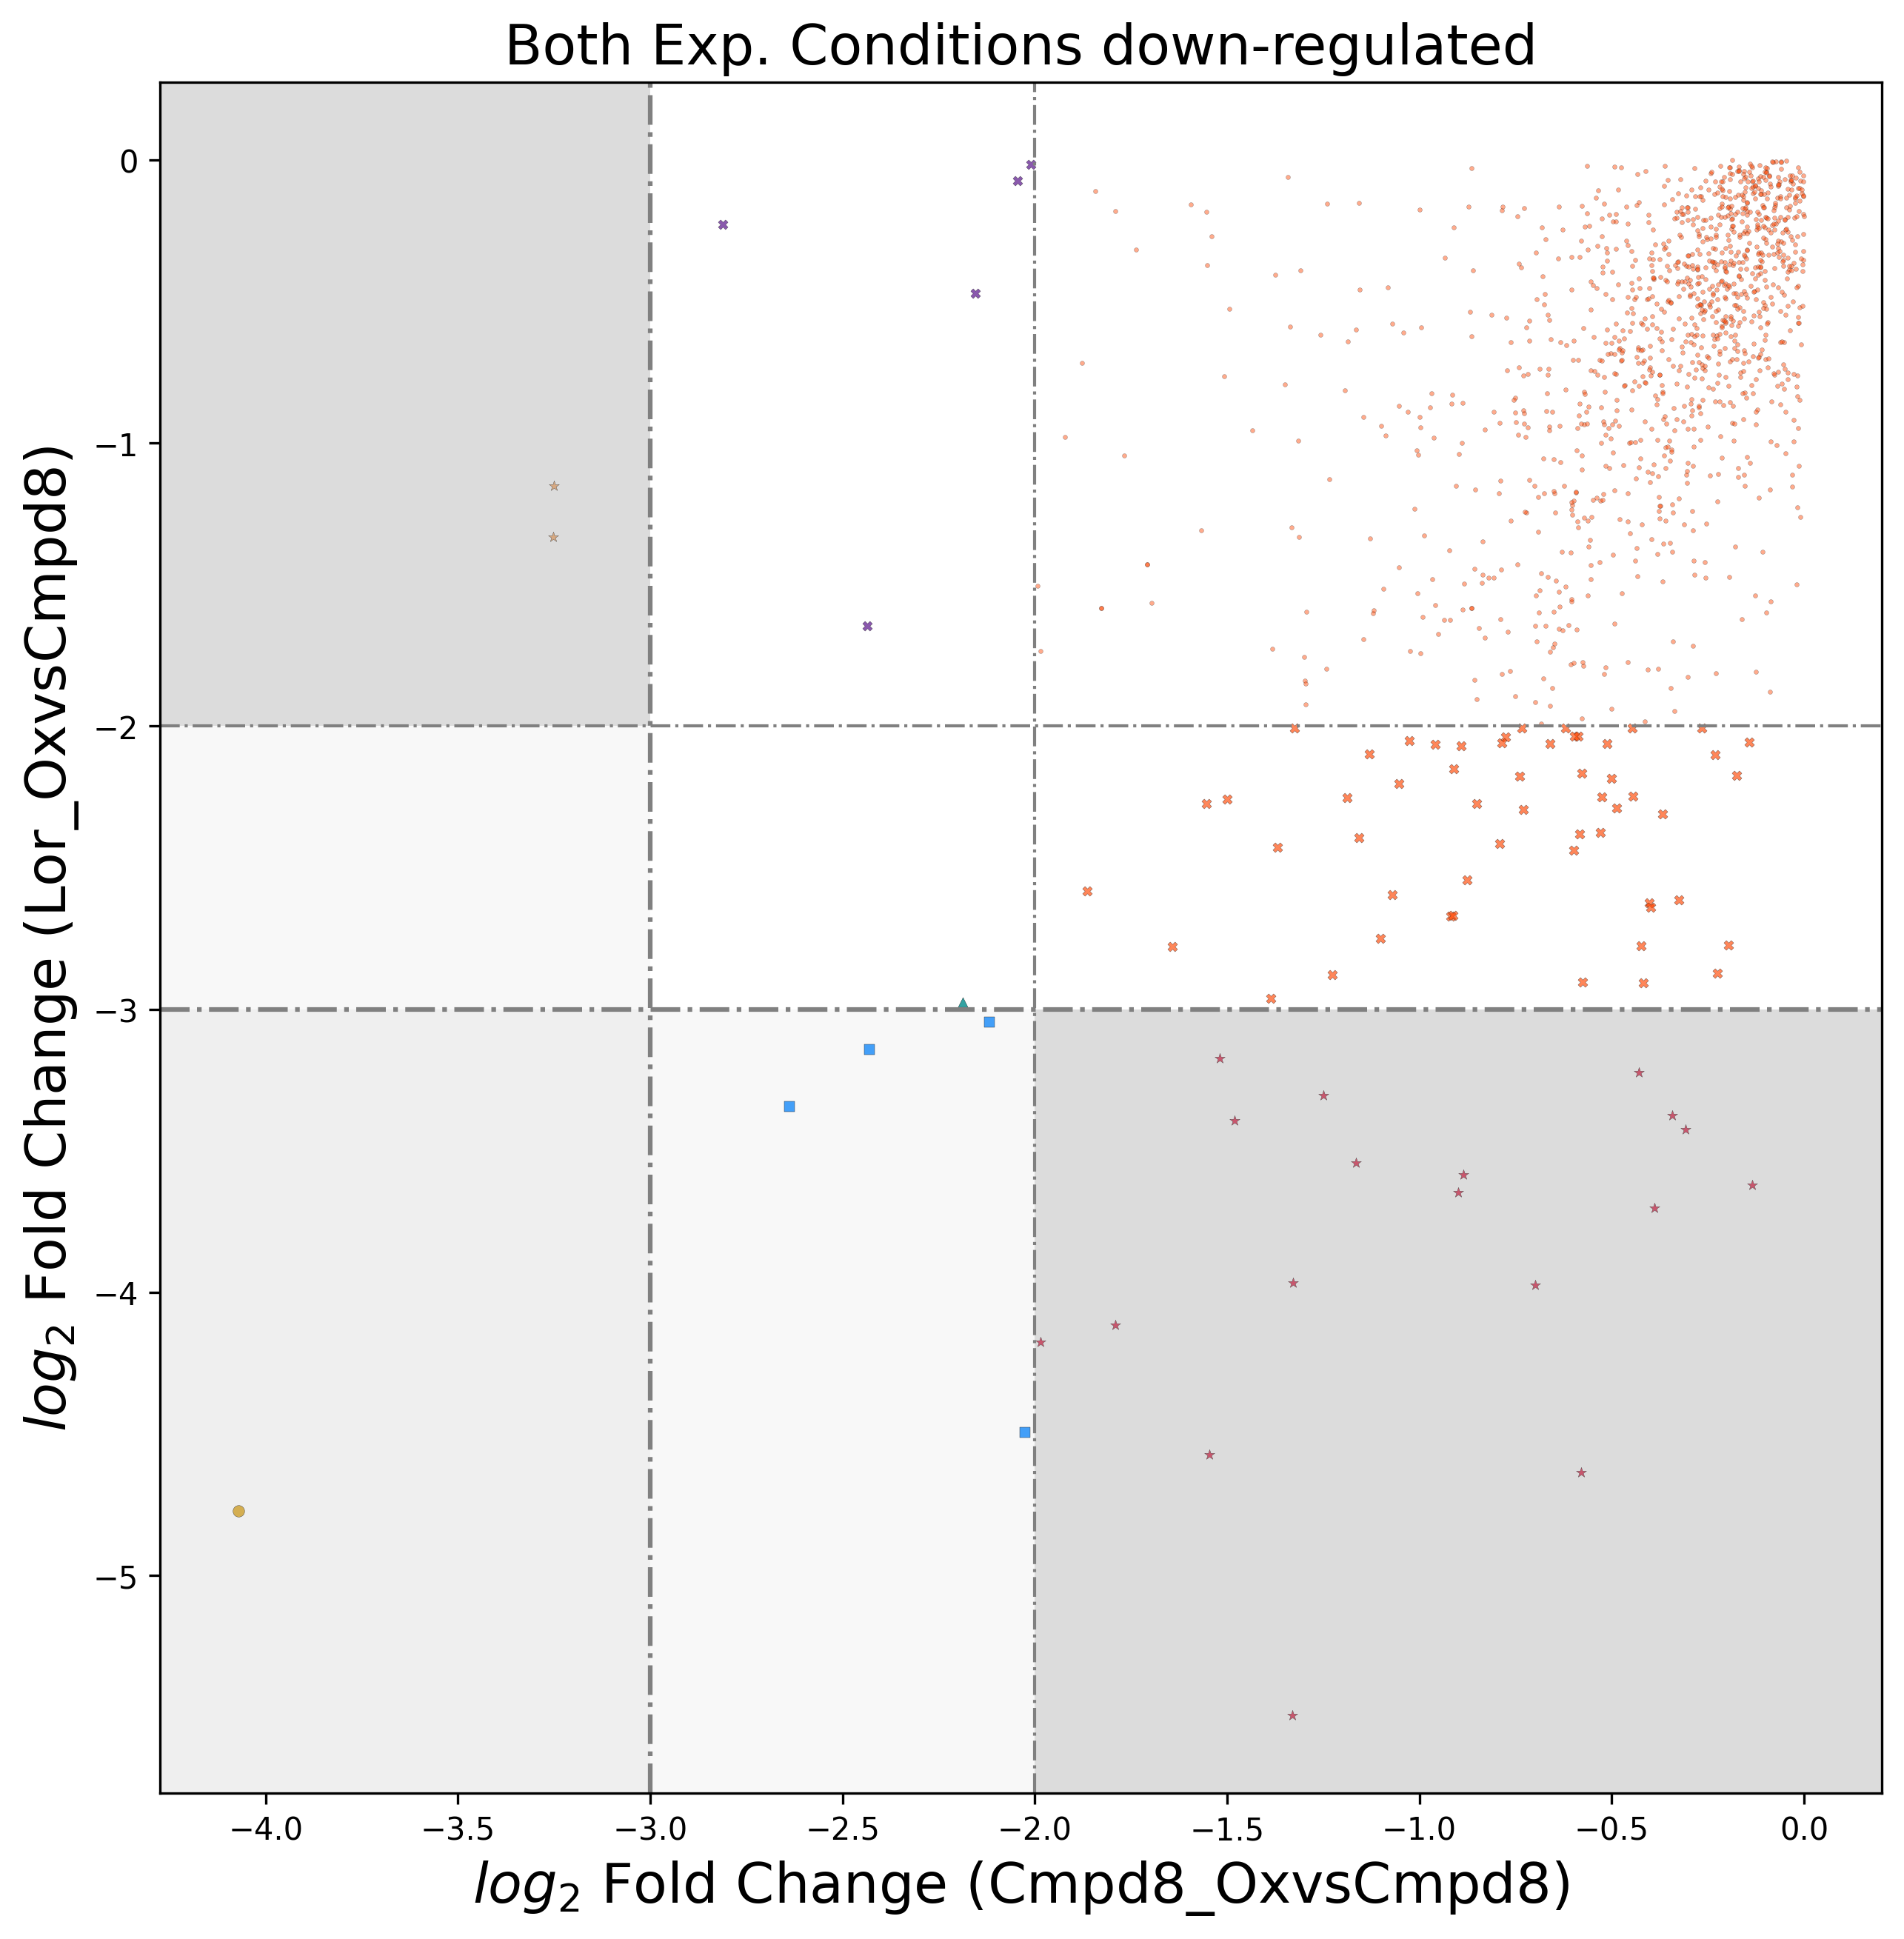 Both Exp. Conditions down-regulated
log₂ Fold Change (Lor_OxvsCmpd8)
0
−1
−2
−3
−4
−5
−4.0 −3.5 −3.0 −2.5 −2.0 −1.5 −1.0 −0.5 0.0
log₂ Fold Change (Cmpd8_OxvsCmpd8)